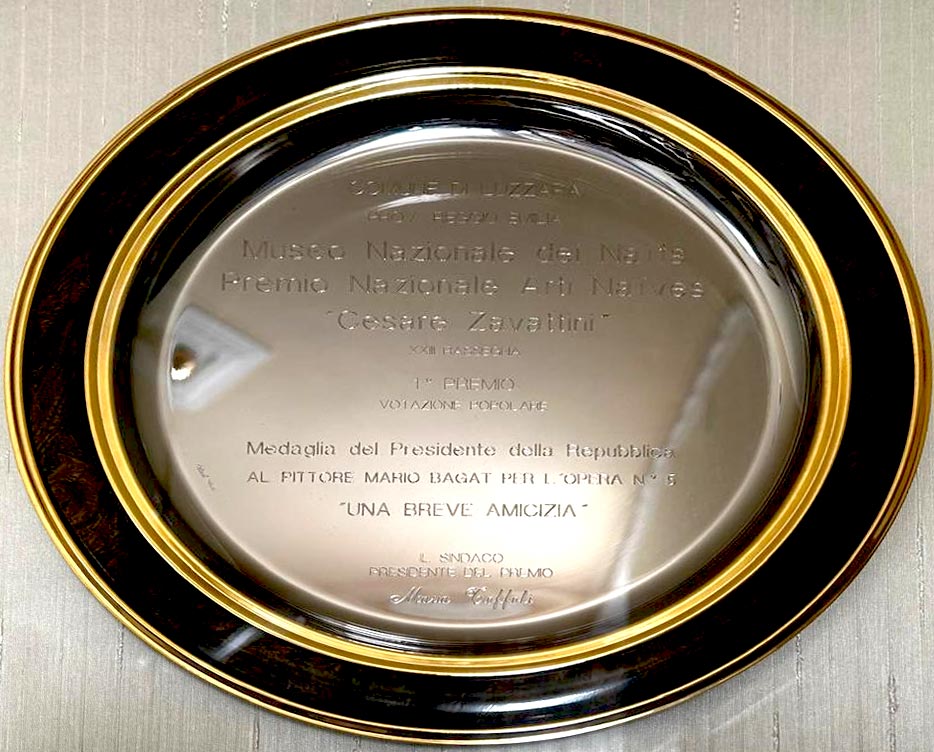 COMUNE DI LUZZARA
PROV. REGGIO EMILIA
Museo Nazionale dei Naïfs
Premio Nazionale Arti Naïves
"Cesare Zavattini"
XXII RASSEGNA
1° PREMIO
VOTAZIONE POPOLARE
Medaglia del Presidente della Repubblica
AL PITTORE MARIO BAGAT PER L'OPERA N° 5
"UNA BREVE AMICIZIA"
IL SINDACO
PRESIDENTE DEL PREMIO